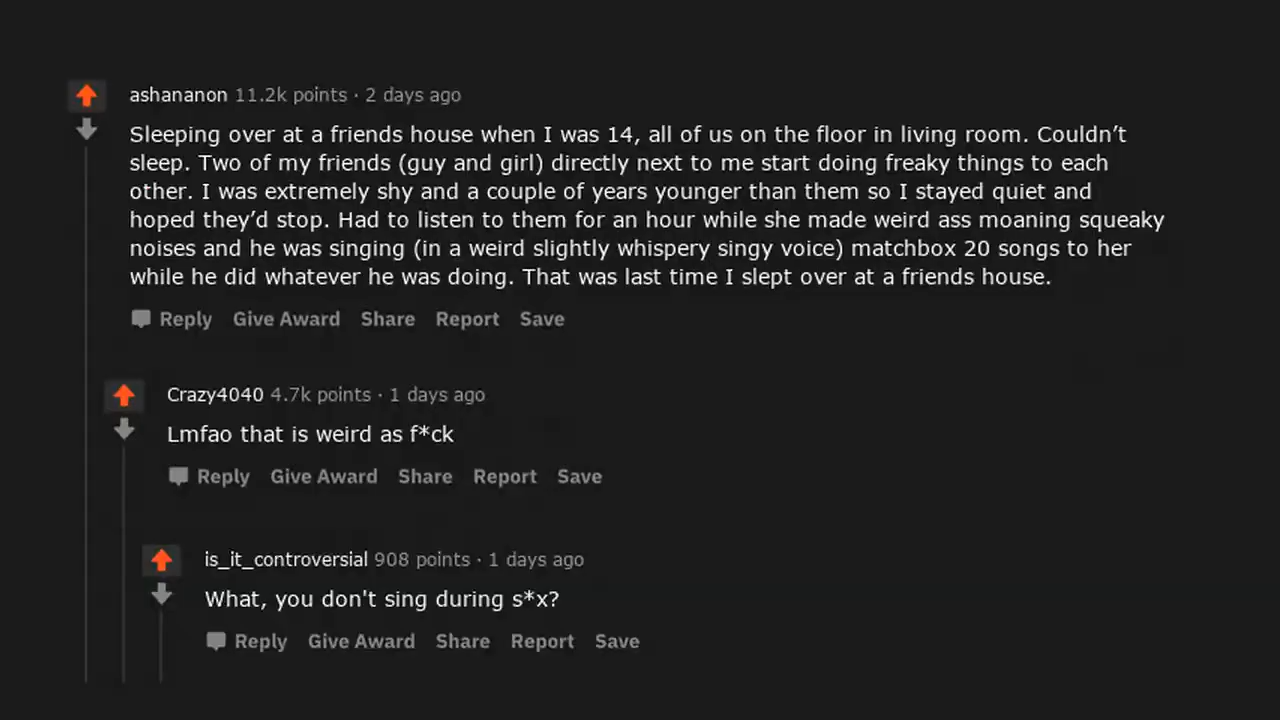 ashananon 11.2k points · 2 days ago
Sleeping over at a friends house when I was 14, all of us on the floor in living room. Couldn’t
sleep. Two of my friends (guy and girl) directly next to me start doing freaky things to each
other. I was extremely shy and a couple of years younger than them so I stayed quiet and
hoped they’d stop. Had to listen to them for an hour while she made weird ass moaning squeaky
noises and he was singing (in a weird slightly whispery singy voice) matchbox 20 songs to her
while he did whatever he was doing. That was last time I slept over at a friends house.
Reply Give Award Share Report Save
Crazy4040 4.7k points · 1 days ago
Lmfao that is weird as f*ck
Reply Give Award Share Report Save
is_it_controversial 908 points · 1 days ago
What, you don't sing during s*x?
Reply Give Award Share Report Save